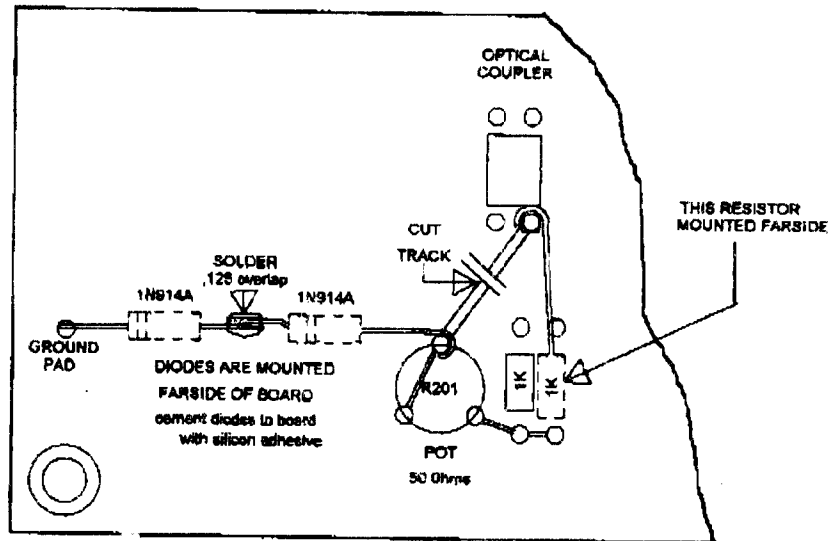 OPTICAL
COUPLER
THIS RESISTOR
MOUNTED FARSIDE
CUT
TRACK
SOLDER
.125 overlap
1N914A
1N914A
GROUND
PAD
DIODES ARE MOUNTED
FARSIDE OF BOARD
cement diodes to board
with silicon adhesive
R201
1K
1K
POT
50 Ohms